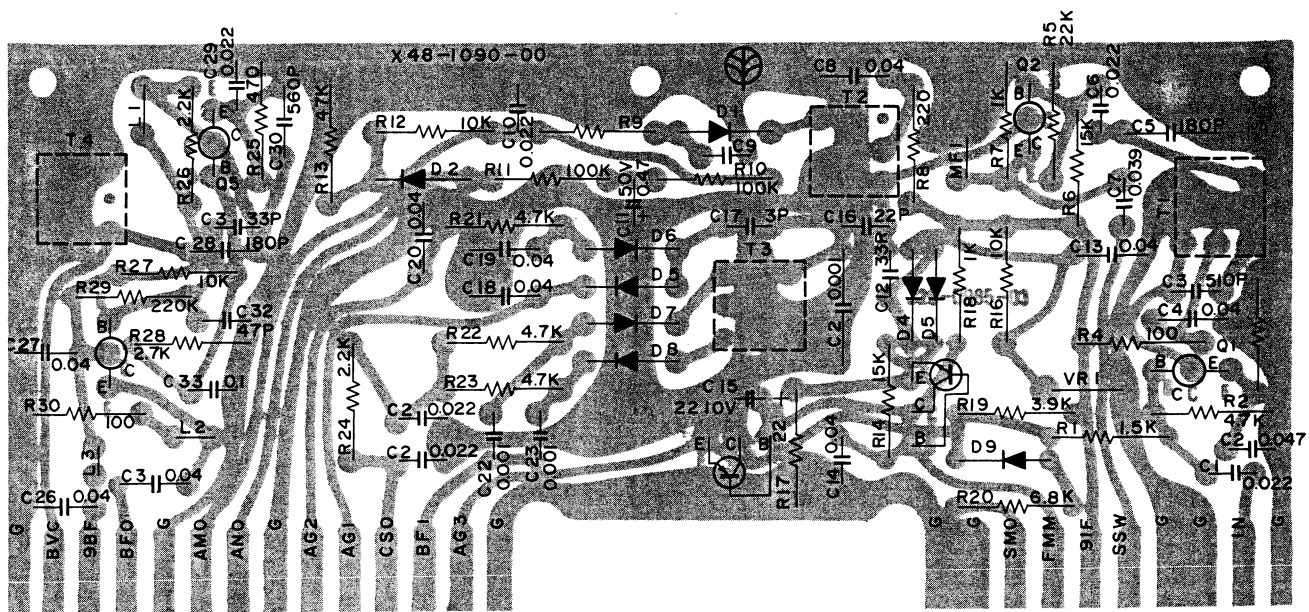 X48-1090-00
C29
0.022
470
560P
L1
2.2K
E
C
B
Q5
R26
R25
C30
T4
47K
R13
R12
10K
C10
0.022
R9
D1
C9
D2
R11
100K
R10
100K
C8
0.04
T2
220
R8
Q2
R5
22K
1K
B
E
C
R7
MF1
C6
0.022
15K
R6
C5
180P
C7
0.039
T1
C3
33P
C28
180P
R27
10K
R29
220K
C32
47P
B
R28
2.7K
C
E
C27
0.04
C33
0.1
R30
100
L2
L3
C3
0.04
C26
0.04
C20
0.04
R21
4.7K
C19
0.04
C18
0.04
C11
50V
0.47
+
D6
D7
D8
R22
4.7K
R23
4.7K
2.2K
R24
C2
0.022
C2
0.022
C22
0.001
C23
0.001
C17
3P
T3
C16
22P
C2
0.001
C12
33P
D4
D5
1K
R18
10K
R16
C13
0.04
C3
510P
C4
0.04
R4
100
Q1
B
E
C
VR1
R2
4.7K
C15
22 10V
E
C
B
22
R17
C14
0.04
15K
R14
E
C
B
R19
3.9K
R1
1.5K
D9
R20
6.8K
C2
0.047
C
0.022
G
BVC
9BF
BFO
G
AMO
ANO
G
AG2
AG1
CSO
BF1
AG3
G
G
G
SMO
FMM
91F
SSW
G
G
IN
G